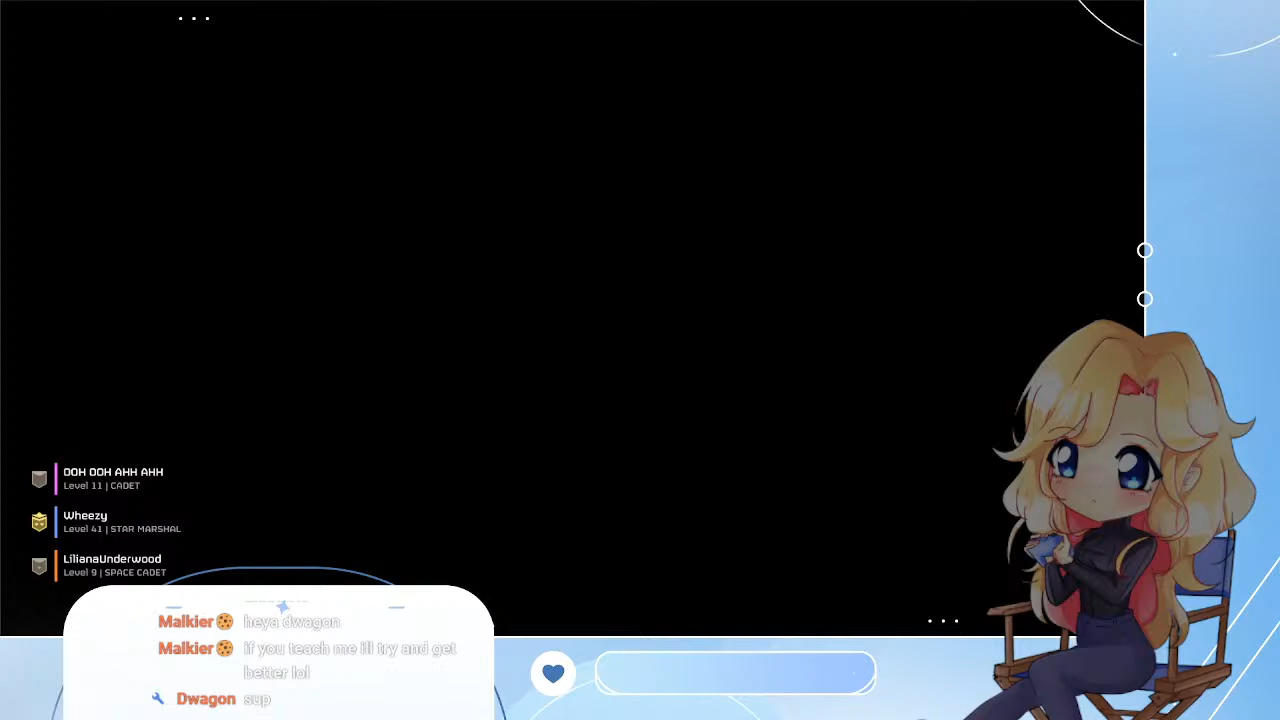 OOH OOH AHH AHH
Level 11 | CADET
Wheezy
Level 41 | STAR MARSHAL
LilianaUnderwood
Level 9 | SPACE CADET
Malkier heya dwagon
Malkier if you teach me ill try and get
better lol
Dwagon sup